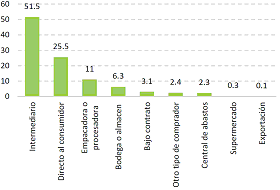 60
50
40
30
20
10
0
51.5
25.5
11
6.3
3.1
2.4
2.3
0.3
0.1
Intermediario
Directo al consumidor
Empacadora o
procesadora
Bodega o almacen
Bajo contrato
Otro tipo de comprador
Central de abastos
Supermercado
Exportación